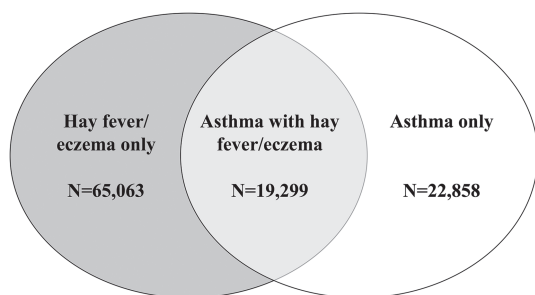 Hay fever/
eczema only
N=65,063
Asthma with hay
fever/eczema
N=19,299
Asthma only
N=22,858